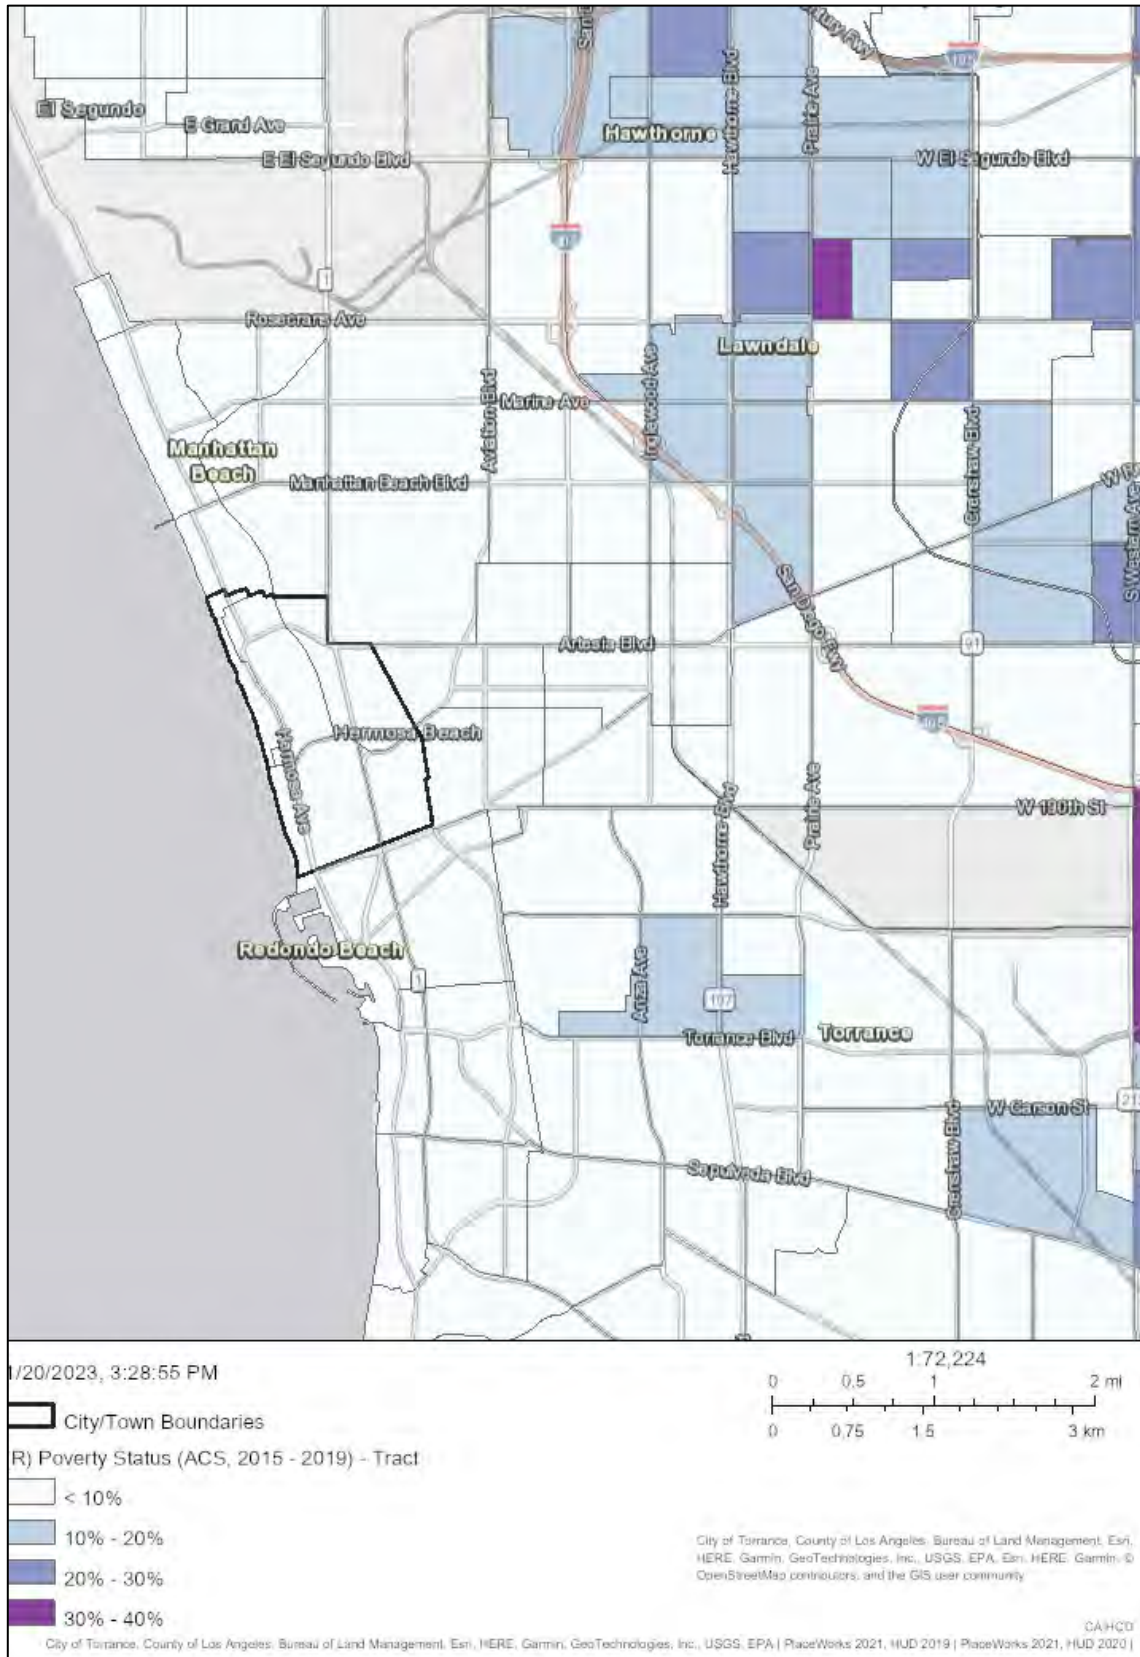 El Segundo
E Grand Ave
E El Segundo Blvd
Hawthorne
Hawthorne Blvd
Prairie Ave
W El Segundo Blvd
1
Rosecrans Ave
Lawndale
Aviation Blvd
Marine Ave
Inglewood Ave
Manhattan
Beach
Manhattan Beach Blvd
Crenshaw Blvd
S Western Ave
San Diego Fwy
Artesia Blvd
91
Hermosa Beach
Hermosa Ave
405
W 190th St
Prairie Ave
Hawthorne Blvd
Redondo Beach
1
Anza Ave
107
Torrance Blvd
Torrance
W Carson St
Crenshaw Blvd
Sepulveda Blvd
1/20/2023, 3:28:55 PM
1:72,224
0 0.5 1 2 mi
0 0.75 1.5 3 km
City/Town Boundaries
R) Poverty Status (ACS, 2015 - 2019) - Tract
< 10%
10% - 20%
20% - 30%
30% - 40%
City of Torrance, County of Los Angeles, Bureau of Land Management, Esri,
HERE, Garmin, GeoTechnologies, Inc., USGS, EPA, Esri, HERE, Garmin, ©
OpenStreetMap contributors, and the GIS user community
CA HCD
City of Torrance, County of Los Angeles, Bureau of Land Management, Esri, HERE, Garmin, GeoTechnologies, Inc., USGS, EPA | PlaceWorks 2021, HUD 2019 | PlaceWorks 2021, HUD 2020 |